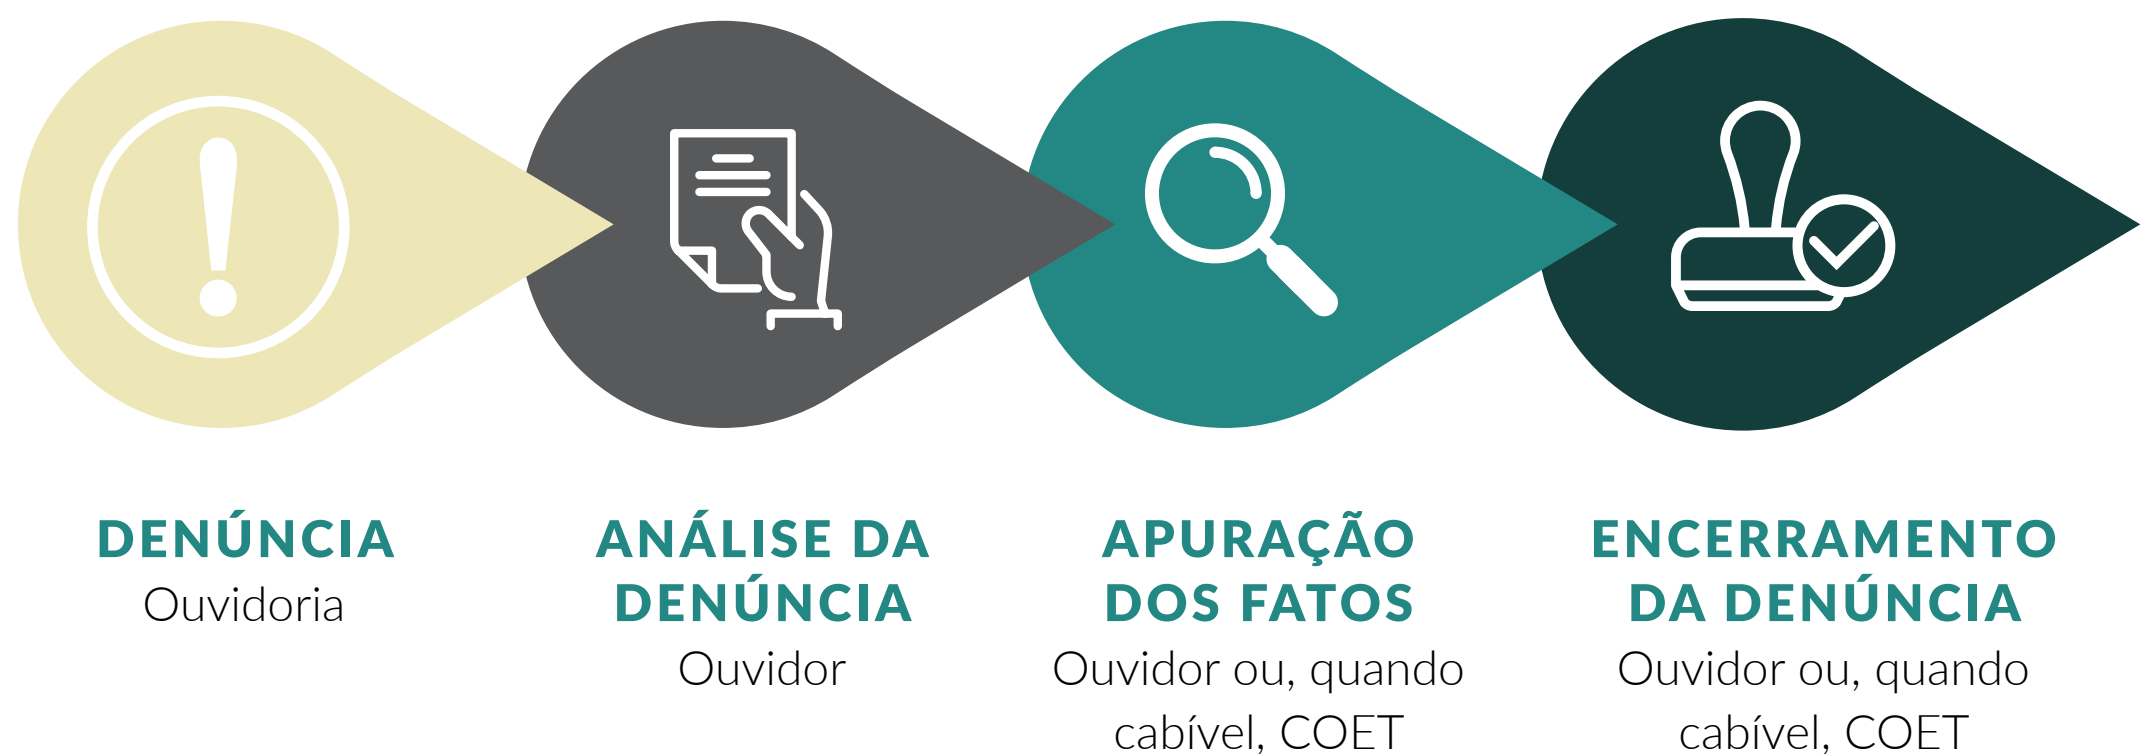 DENÚNCIA
Ouvidoria
ANÁLISE DA
DENÚNCIA
Ouvidor
APURAÇÃO
DOS FATOS
Ouvidor ou, quando
cabível, COET
ENCERRAMENTO
DA DENÚNCIA
Ouvidor ou, quando
cabível, COET